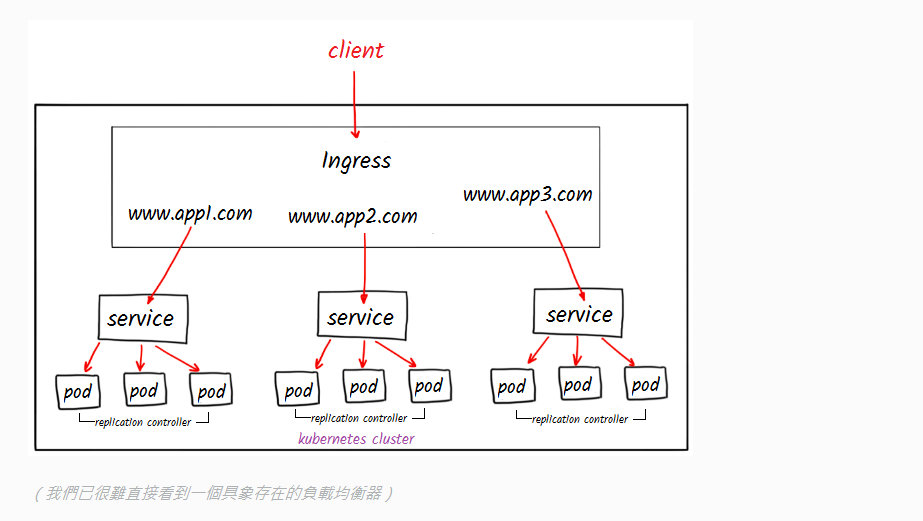 client
Ingress
www.app1.com
www.app2.com
www.app3.com
service
service
service
pod
pod
pod
pod
pod
pod
pod
pod
pod
replication controller
replication controller
replication controller
kubernetes cluster
（我們已很難直接看到一個具象存在的負載均衡器）